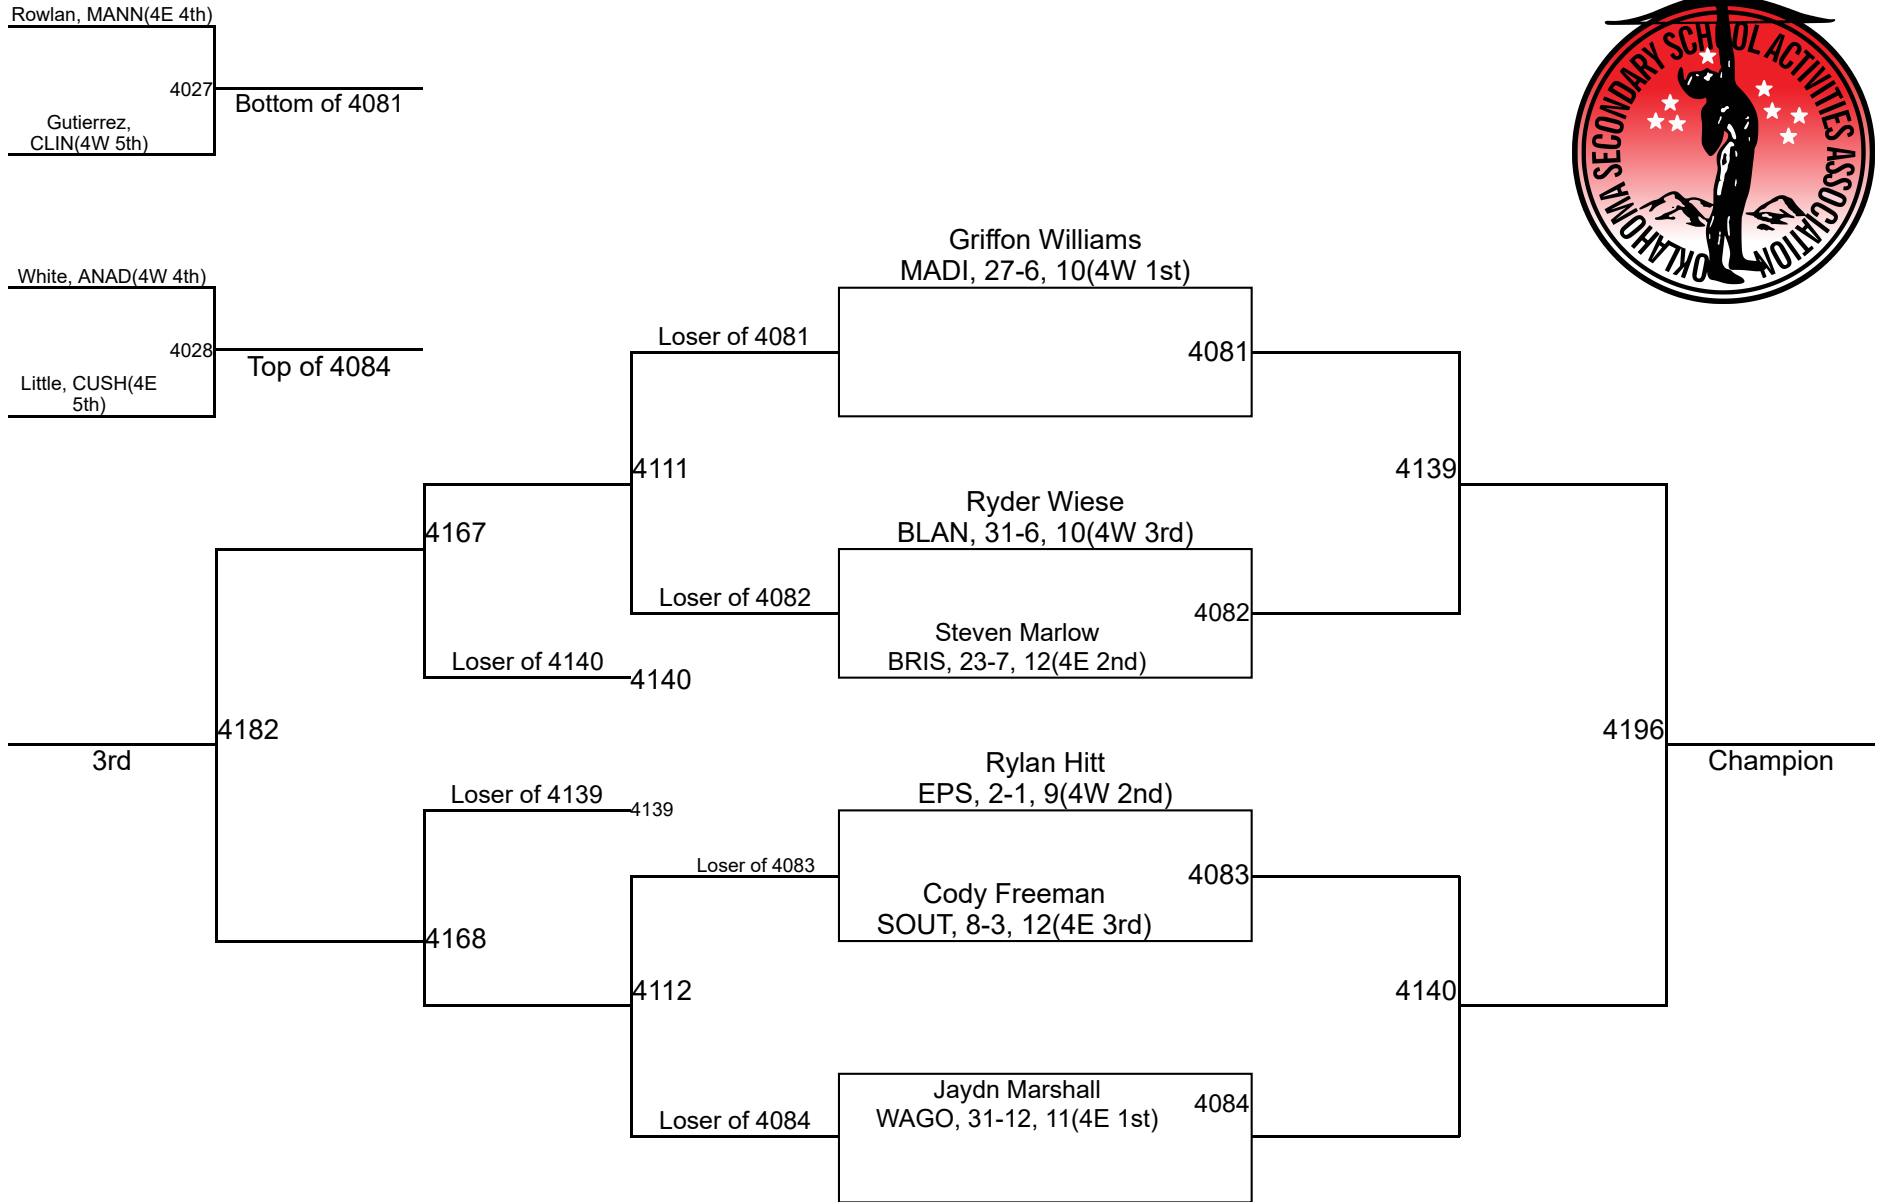 Rowlan, MANN(4E 4th)
4027
Bottom of 4081
Gutierrez,
CLIN(4W 5th)
OKLAHOMA SECONDARY SCHOOL ACTIVITIES ASSOCIATION
White, ANAD(4W 4th)
4028
Top of 4084
Little, CUSH(4E
5th)
Griffon Williams
MADI, 27-6, 10(4W 1st)
Loser of 4081
4081
4111
4139
Ryder Wiese
BLAN, 31-6, 10(4W 3rd)
4167
Loser of 4082
4082
Steven Marlow
BRIS, 23-7, 12(4E 2nd)
Loser of 4140
4140
4182
3rd
4196
Champion
Rylan Hitt
EPS, 2-1, 9(4W 2nd)
Loser of 4139
4139
Loser of 4083
4083
Cody Freeman
SOUT, 8-3, 12(4E 3rd)
4168
4112
4140
Jaydn Marshall
WAGO, 31-12, 11(4E 1st)
4084
Loser of 4084